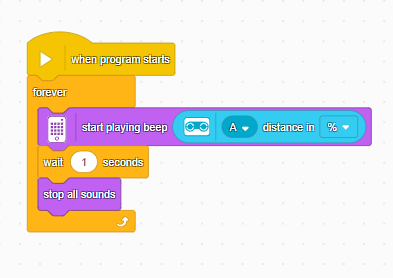 when program starts
forever
start playing beep A distance in %
wait 1 seconds
stop all sounds